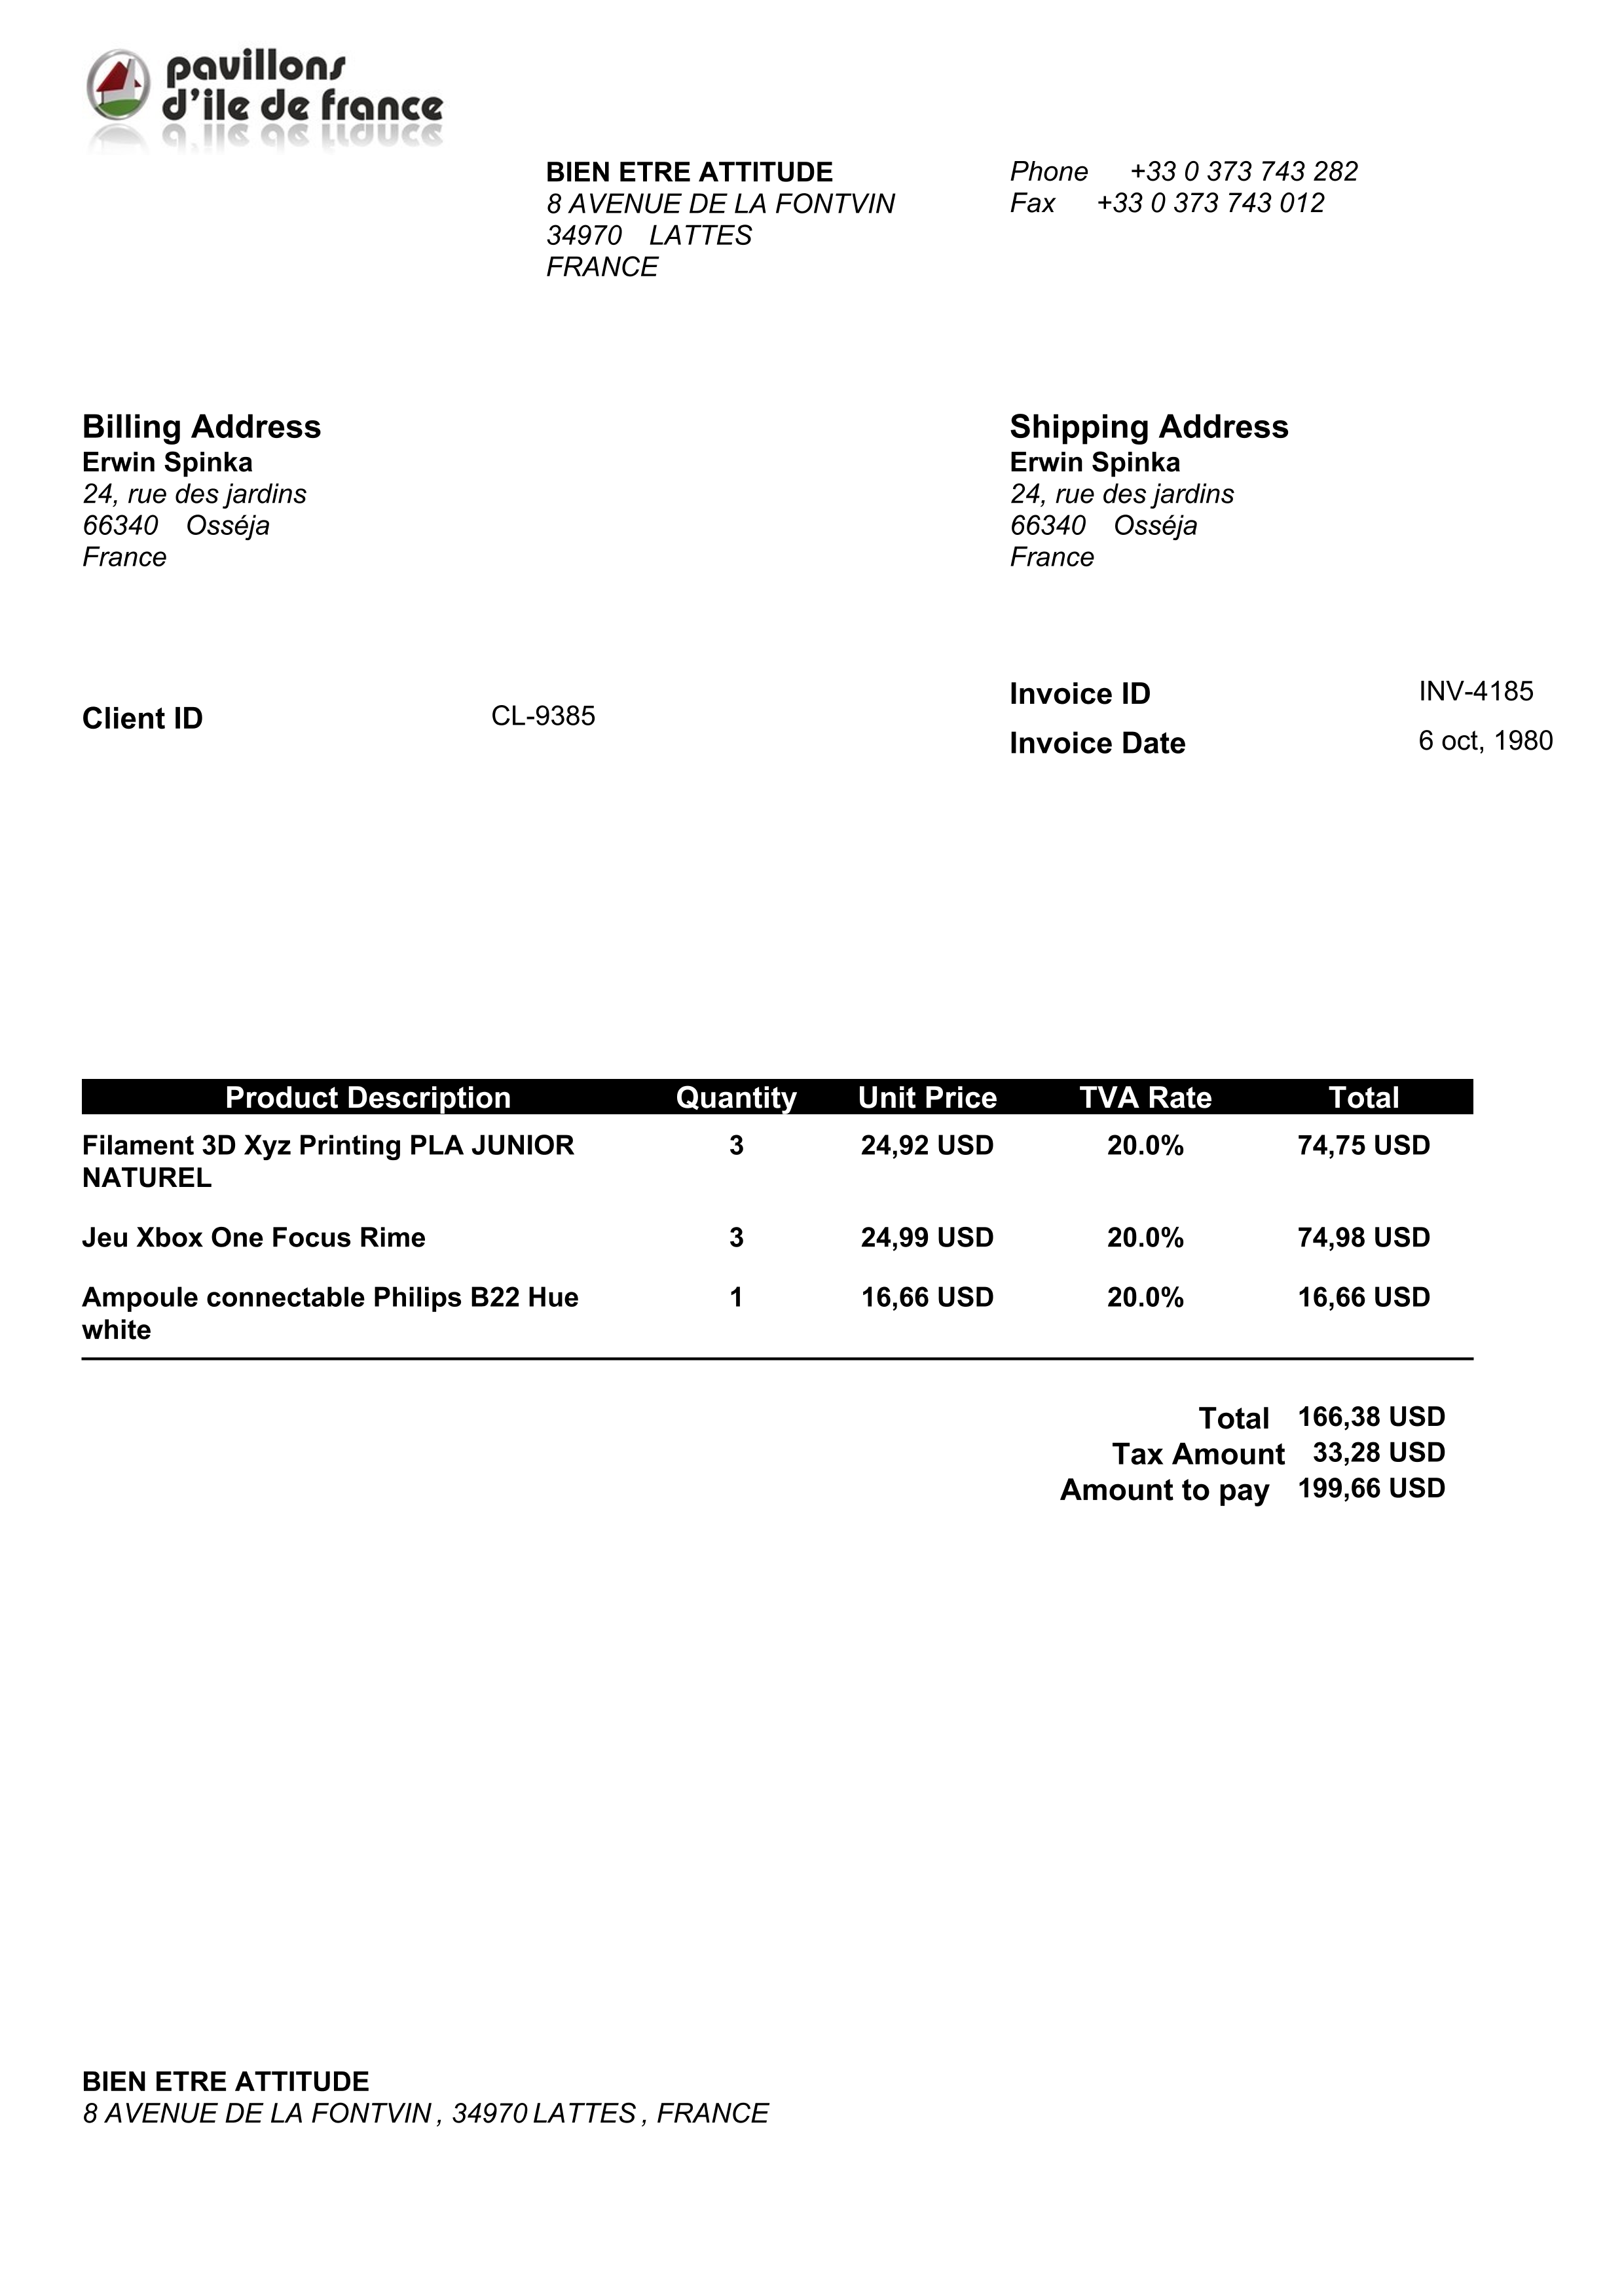 pavillons
d'ile de france
BIEN ETRE ATTITUDE
8 AVENUE DE LA FONTVIN
34970 LATTES
FRANCE
Phone +33 0 373 743 282
Fax +33 0 373 743 012
Billing Address
Erwin Spinka
24, rue des jardins
66340 Osséja
France
Shipping Address
Erwin Spinka
24, rue des jardins
66340 Osséja
France
Client ID CL-9385
Invoice ID INV-4185
Invoice Date 6 oct, 1980
Product Description Quantity Unit Price TVA Rate Total
Filament 3D Xyz Printing PLA JUNIOR 3 24,92 USD 20.0% 74,75 USD
NATUREL
Jeu Xbox One Focus Rime 3 24,99 USD 20.0% 74,98 USD
Ampoule connectable Philips B22 Hue 1 16,66 USD 20.0% 16,66 USD
white
Total 166,38 USD
Tax Amount 33,28 USD
Amount to pay 199,66 USD
BIEN ETRE ATTITUDE
8 AVENUE DE LA FONTVIN , 34970 LATTES , FRANCE